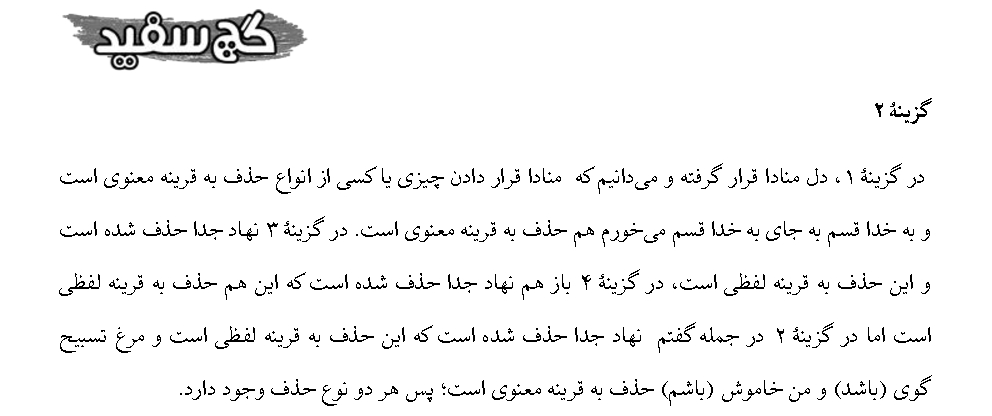 گچ سفید
گزینهٔ ۲
در گزینهٔ ۱، دل منادا قرار گرفته و می‌دانیم که منادا قرار دادن چیزی یا کسی از انواع حذف به قرینه معنوی است
و به خدا قسم به جای به خدا قسم می‌خورم هم حذف به قرینه معنوی است. در گزینهٔ ۳ نهاد جدا حذف شده است
و این حذف به قرینه لفظی است، در گزینهٔ ۴ باز هم نهاد جدا حذف شده است که این هم حذف به قرینه لفظی
است اما در گزینهٔ ۲ در جمله گفتم نهاد جدا حذف شده است که این حذف به قرینه لفظی است و مرغ تسبیح
گوی (باشد) و من خاموش (باشم) حذف به قرینه معنوی است؛ پس هر دو نوع حذف وجود دارد.